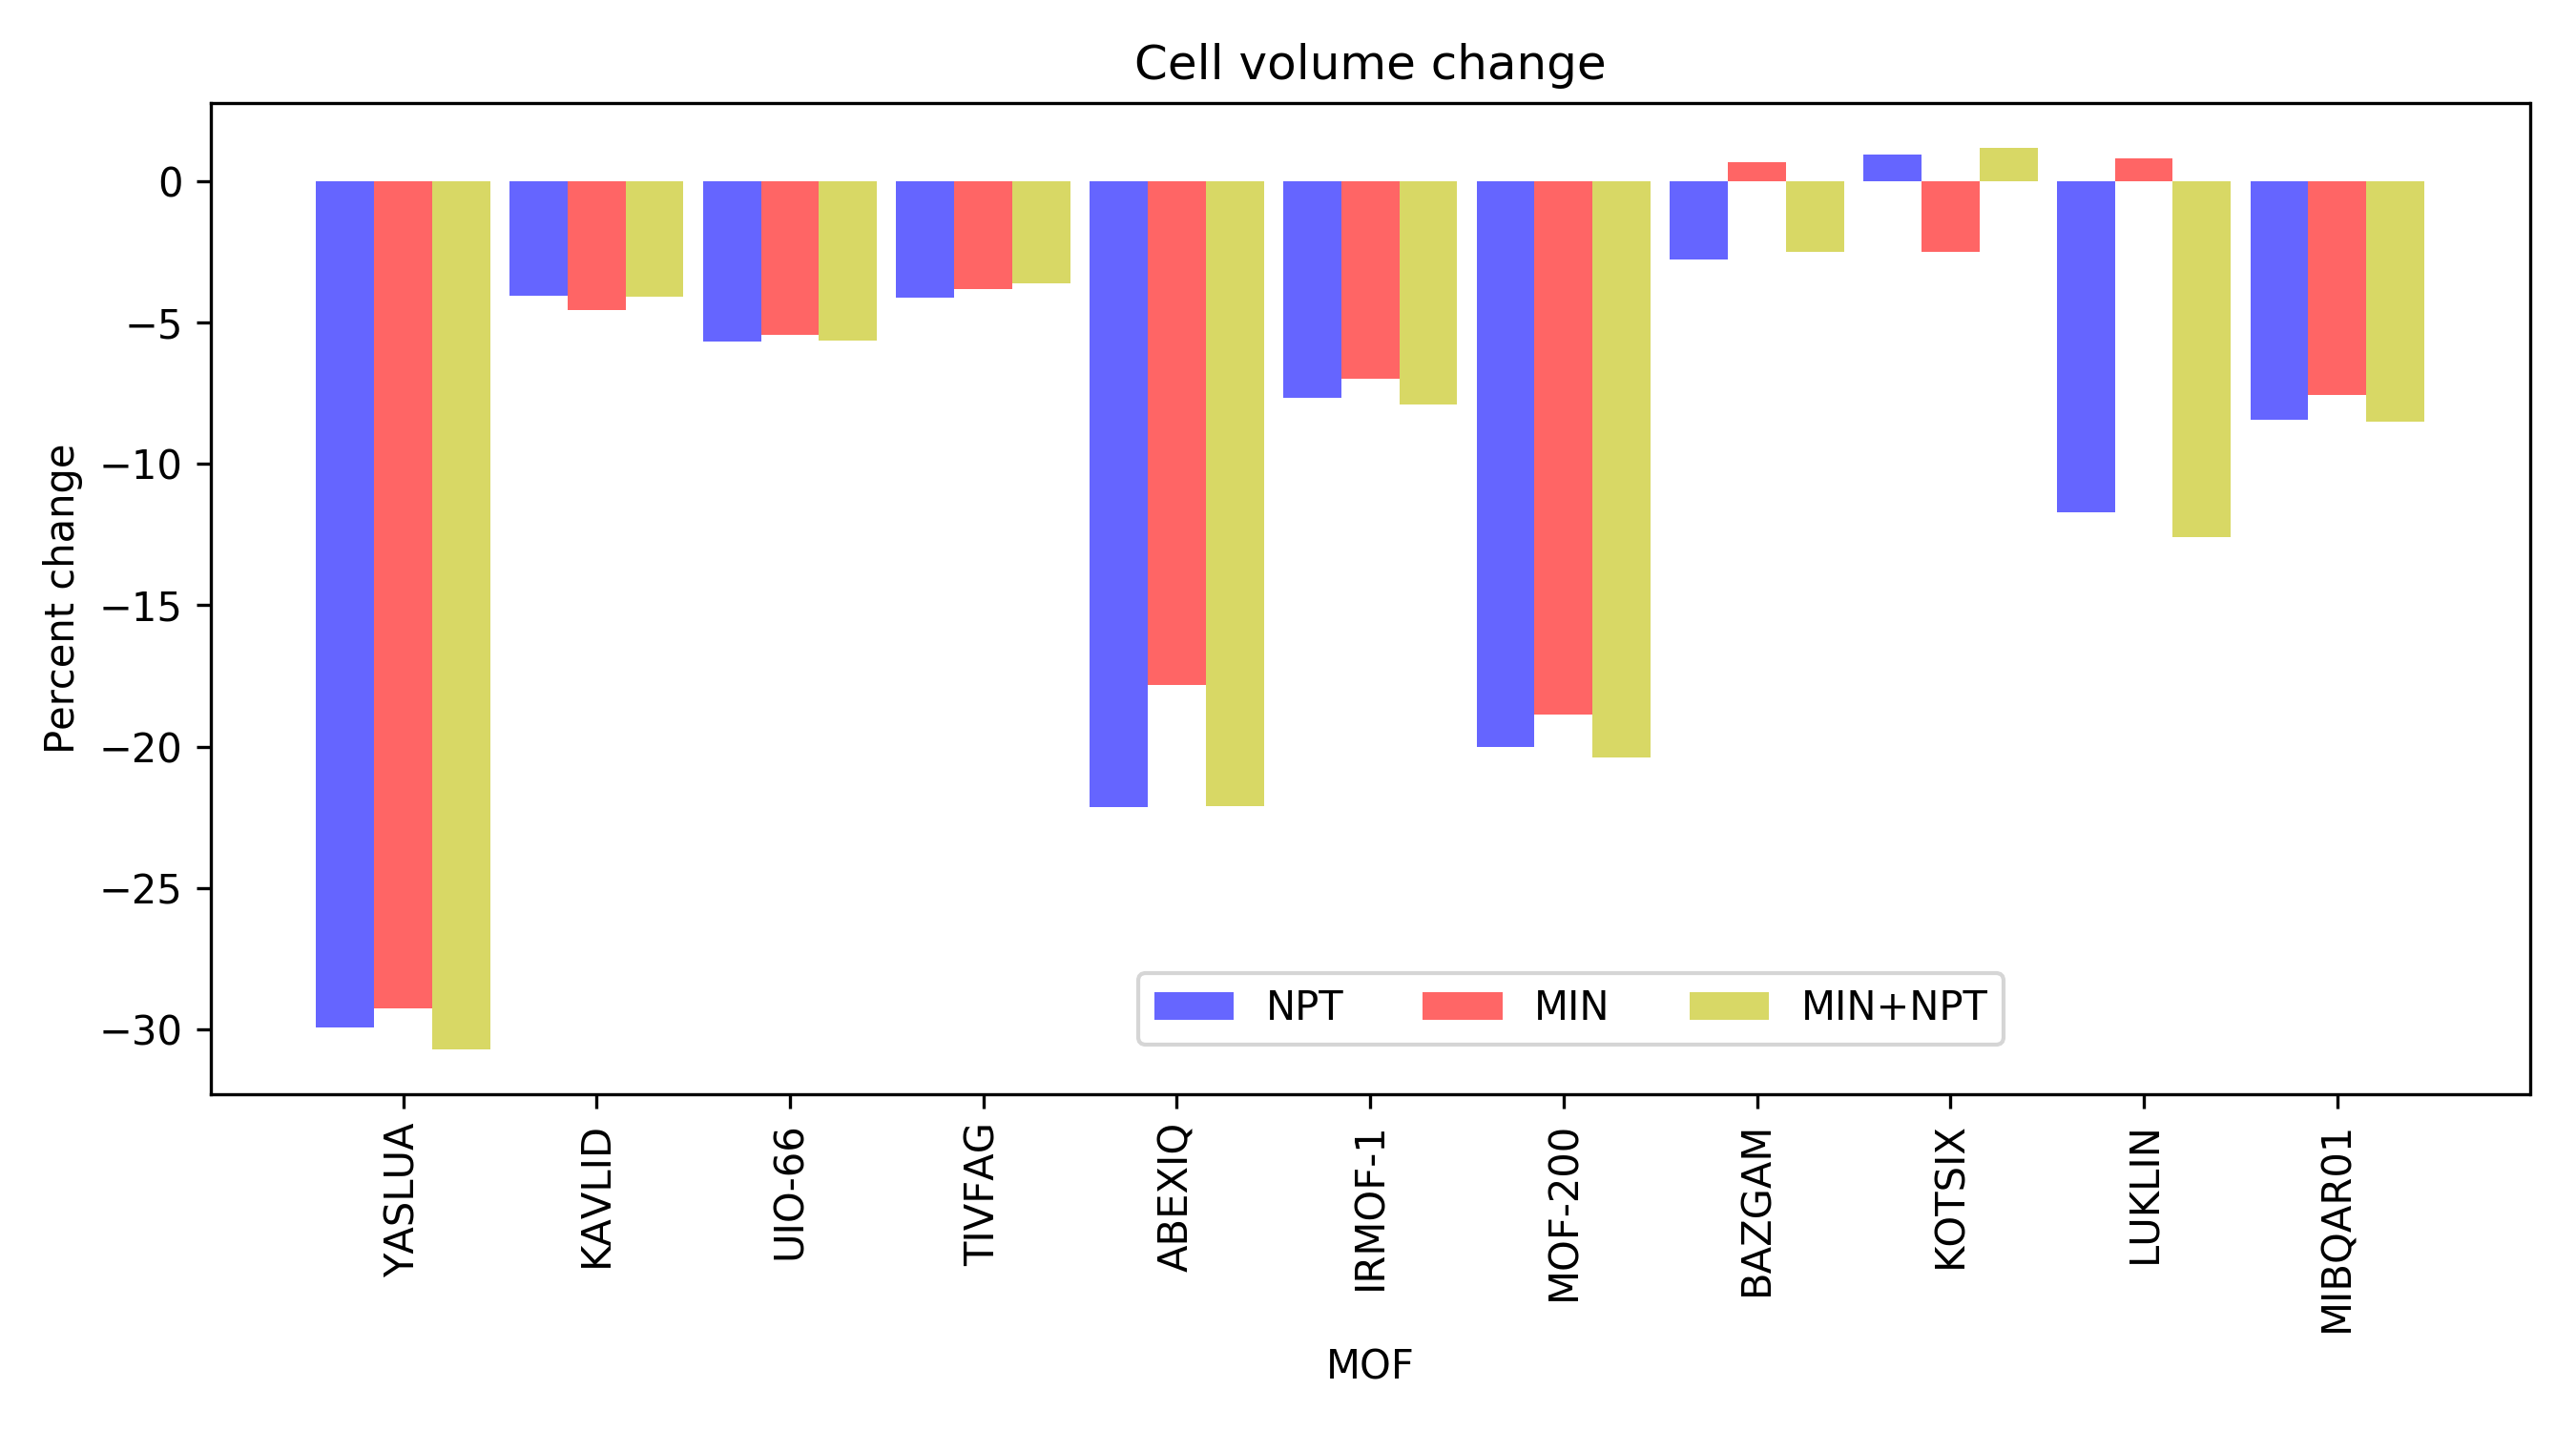 Cell volume change
Percent change
0
−5
−10
−15
−20
−25
−30
NPT
MIN
MIN+NPT
YASLUA
KAVLID
UIO-66
TIVFAG
ABEXIQ
IRMOF-1
MOF-200
BAZGAM
KOTSIX
LUKLIN
MIBQAR01
MOF